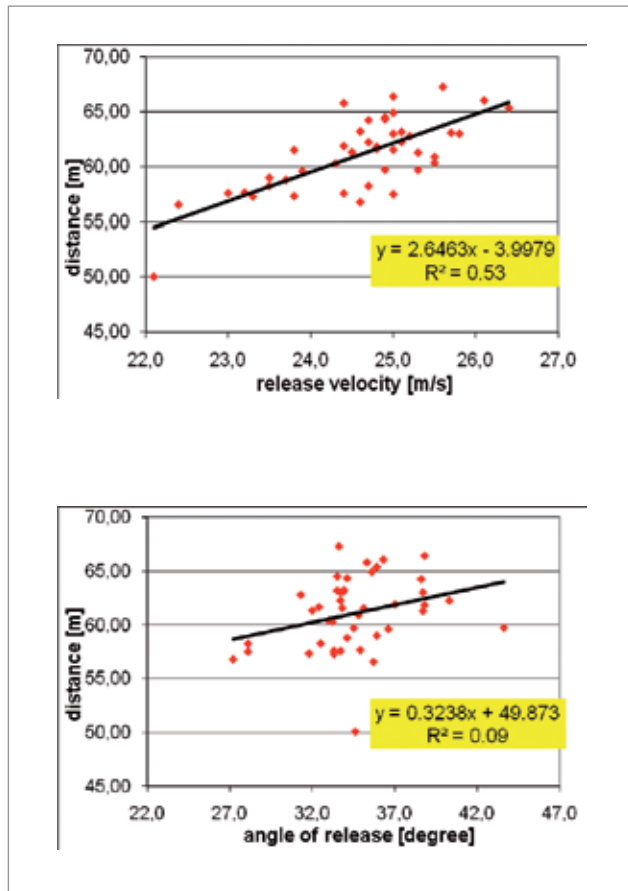 70,00
65,00
60,00
55,00
50,00
45,00
distance [m]
y = 2.6463x - 3.9979
R² = 0.53
22,0 23,0 24,0 25,0 26,0 27,0
release velocity [m/s]
70,00
65,00
60,00
55,00
50,00
45,00
distance [m]
y = 0.3238x + 49.873
R² = 0.09
22,0 27,0 32,0 37,0 42,0 47,0
angle of release [degree]